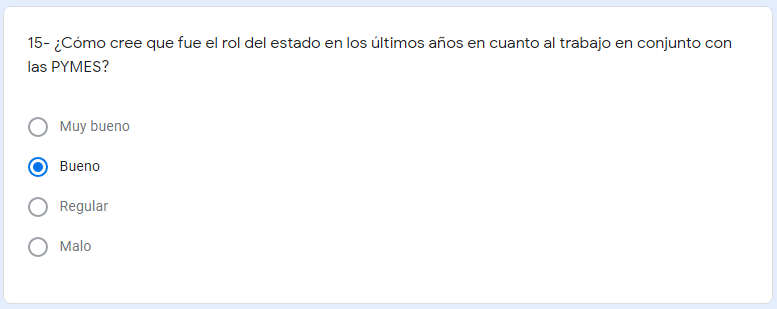 15- ¿Cómo cree que fue el rol del estado en los últimos años en cuanto al trabajo en conjunto con
las PYMES?
Muy bueno
Bueno
Regular
Malo